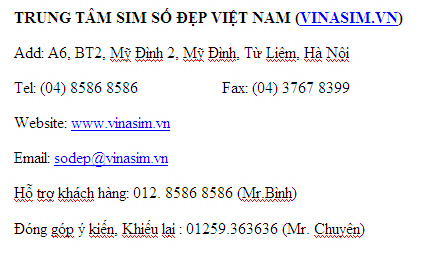 TRUNG TÂM SIM SỐ ĐẸP VIỆT NAM (VINASIM.VN)
Add: A6, BT2, Mỹ Đình 2, Mỹ Đình, Từ Liêm, Hà Nội
Tel: (04) 8586 8586 Fax: (04) 3767 8399
Website: www.vinasim.vn
Email: sodep@vinasim.vn
Hỗ trợ khách hàng: 012. 8586 8586 (Mr.Bình)
Đóng góp ý kiến, Khiếu lại : 01259.363636 (Mr. Chuyên)